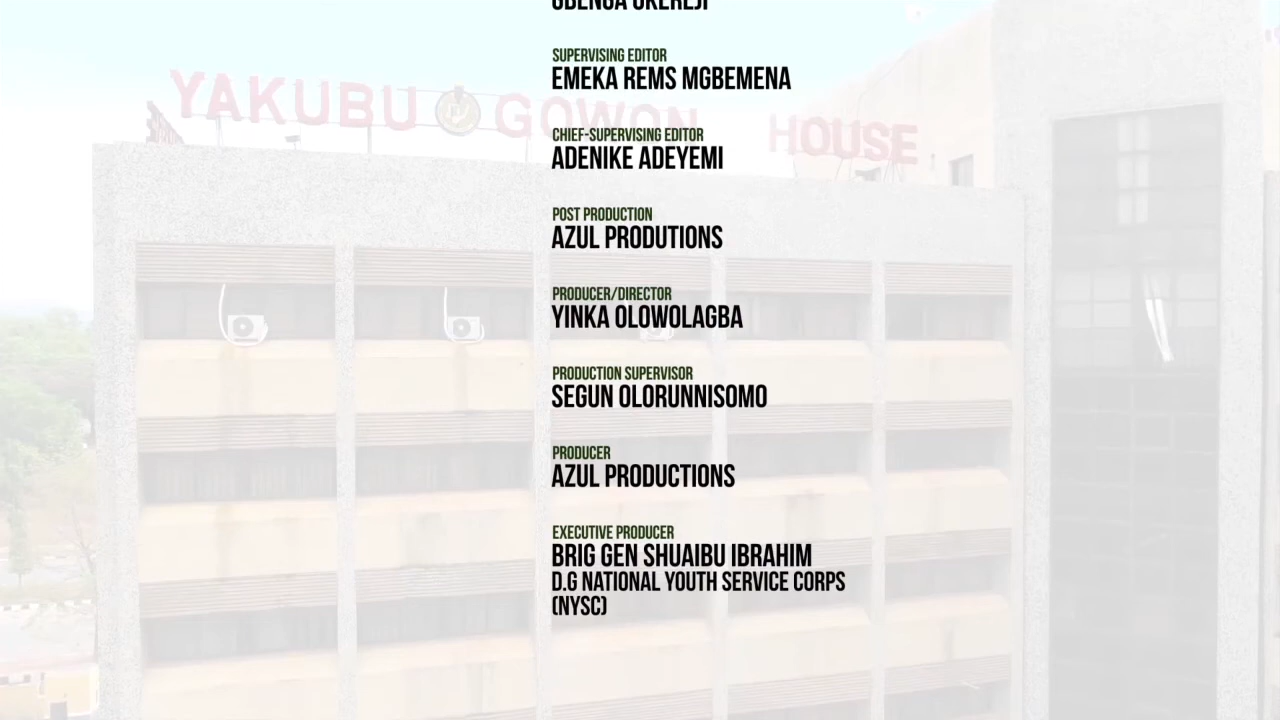 SUPERVISING EDITOR
EMEKA REMS MGBEMENA
CHIEF-SUPERVISING EDITOR
ADENIKE ADEYEMI
POST PRODUCTION
AZUL PRODUTIONS
PRODUCER/DIRECTOR
YINKA OLOWOLAGBA
PRODUCTION SUPERVISOR
SEGUN OLORUNNISOMO
PRODUCER
AZUL PRODUCTIONS
EXECUTIVE PRODUCER
BRIG GEN SHUAIBU IBRAHIM
D.G NATIONAL YOUTH SERVICE CORPS
(NYSC)
YAKUBU GOWON HOUSE